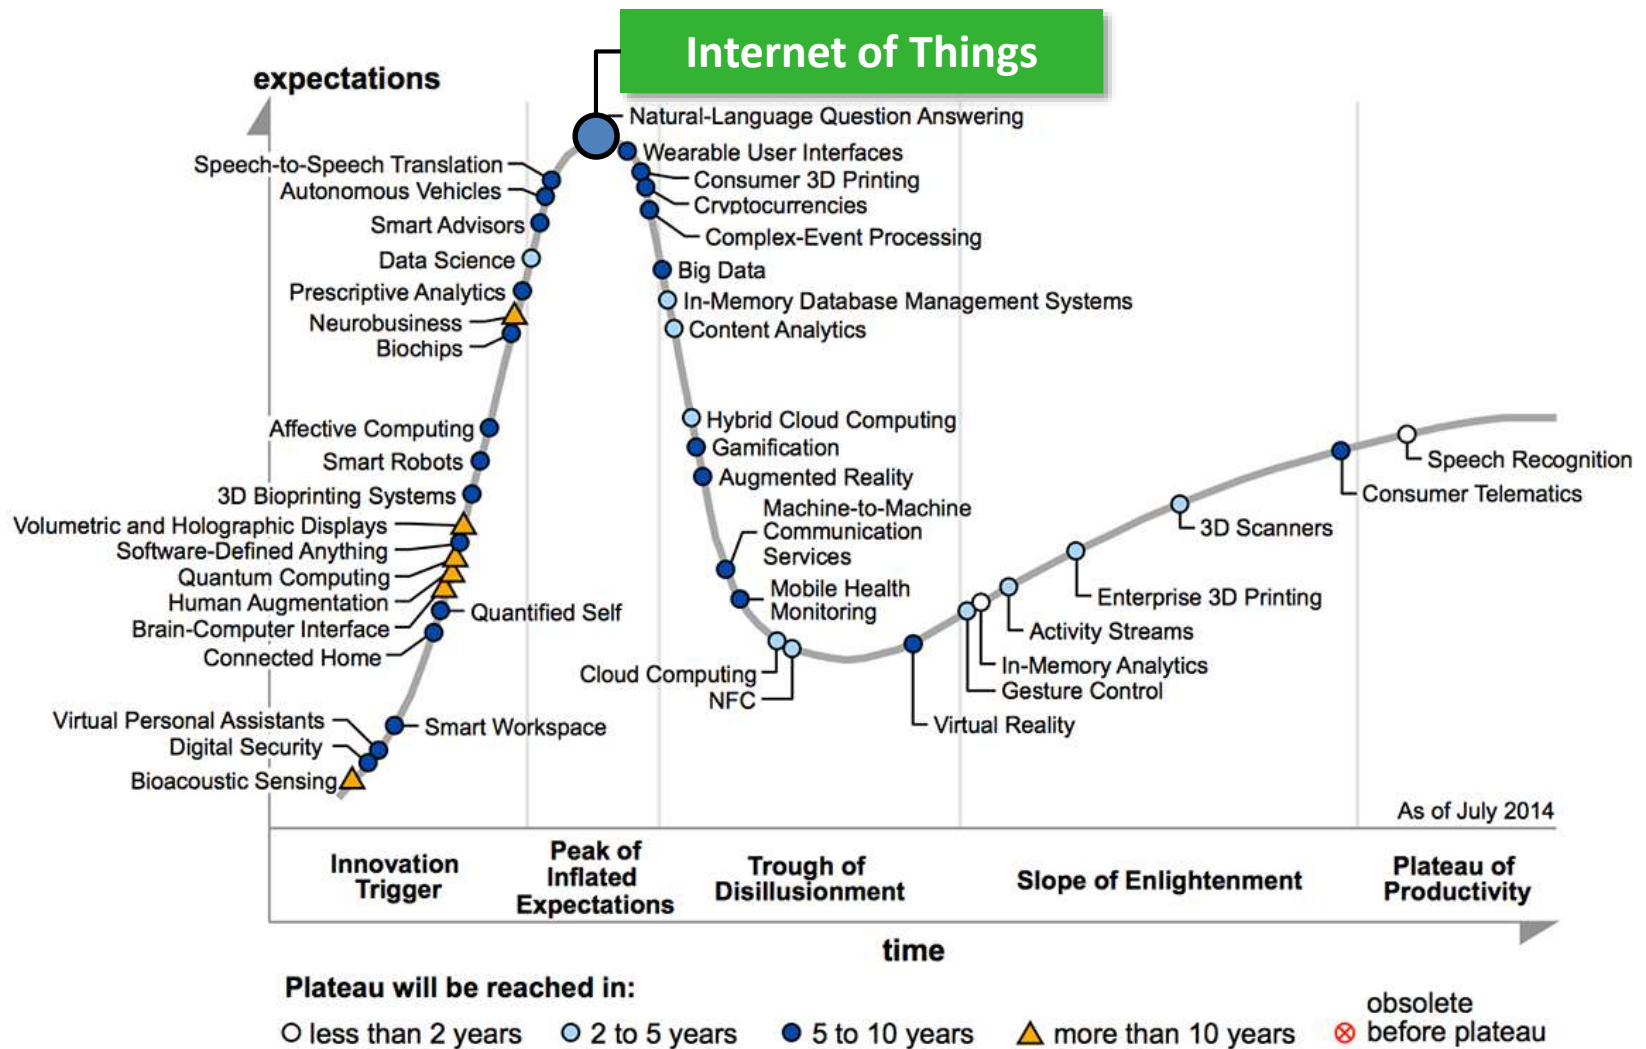 Internet of Things
expectations
Natural-Language Question Answering
Wearable User Interfaces
Speech-to-Speech Translation
Consumer 3D Printing
Autonomous Vehicles
Cryptocurrencies
Smart Advisors
Complex-Event Processing
Data Science
Big Data
Prescriptive Analytics
In-Memory Database Management Systems
Neurobusiness
Content Analytics
Biochips
Hybrid Cloud Computing
Affective Computing
Gamification
Smart Robots
Speech Recognition
Augmented Reality
3D Bioprinting Systems
Consumer Telematics
Machine-to-Machine
Communication
Services
Volumetric and Holographic Displays
3D Scanners
Software-Defined Anything
Quantum Computing
Mobile Health
Monitoring
Human Augmentation
Enterprise 3D Printing
Quantified Self
Brain-Computer Interface
Activity Streams
Connected Home
In-Memory Analytics
Cloud Computing
Gesture Control
NFC
Virtual Personal Assistants
Smart Workspace
Virtual Reality
Digital Security
Bioacoustic Sensing
As of July 2014
Innovation
Trigger
Peak of
Inflated
Expectations
Trough of
Disillusionment
Slope of Enlightenment
Plateau of
Productivity
time
Plateau will be reached in:
less than 2 years
2 to 5 years
5 to 10 years
more than 10 years
obsolete
before plateau